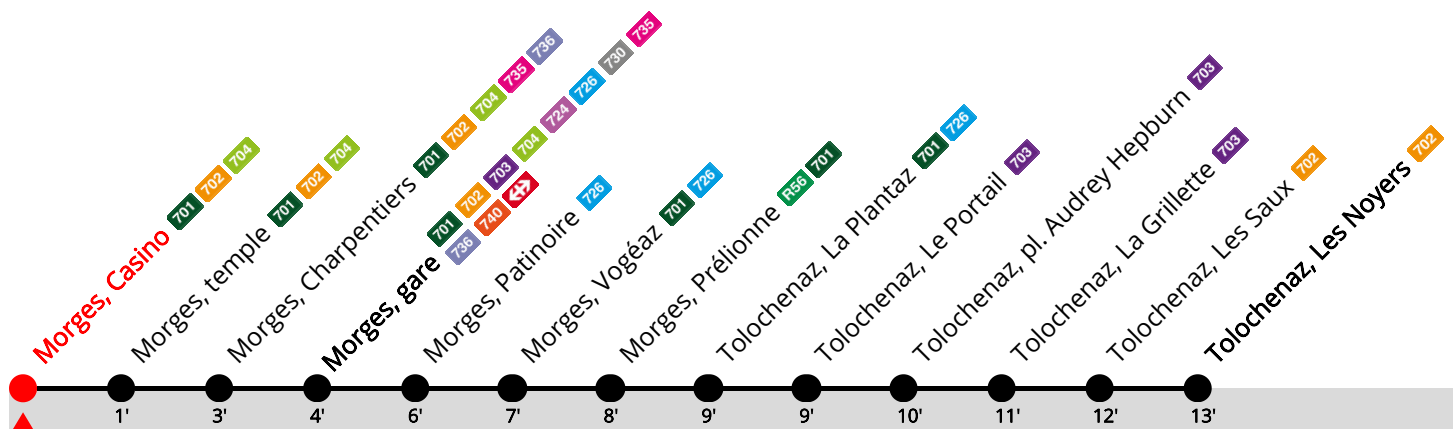 Morges, Casino 701 702 704
Morges, temple 701 702 704
Morges, Charpentiers 701 702 704 735 736
Morges, gare 701 702 703 704 724 726 730 735
736 740
Morges, Patinoire 726
Morges, Vogéaz 701 726
Morges, Prélionne R56 701
Tolochenaz, La Plantaz 701 726
Tolochenaz, Le Portail 703
Tolochenaz, pl. Audrey Hepburn 703
Tolochenaz, La Grillette 703
Tolochenaz, Les Saux 702
Tolochenaz, Les Noyers 702
1' 3' 4' 6' 7' 8' 9' 9' 10' 11' 12' 13'